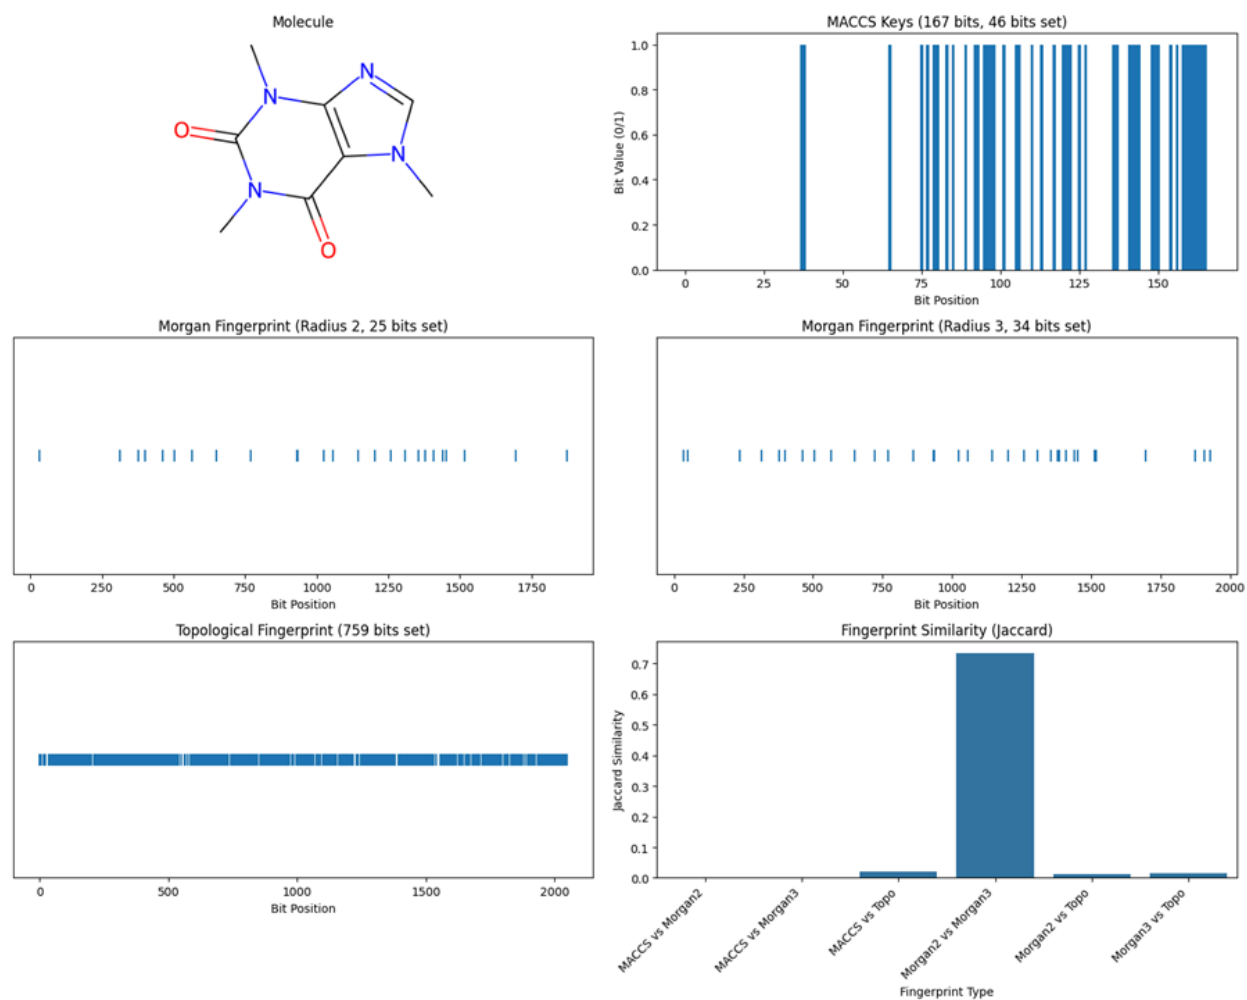 Molecule
N
N
O
N
N
O
MACCS Keys (167 bits, 46 bits set)
Bit Value (0/1)
1.0
0.8
0.6
0.4
0.2
0.0
0 25 50 75 100 125 150
Bit Position
Morgan Fingerprint (Radius 2, 25 bits set)
0 250 500 750 1000 1250 1500 1750
Bit Position
Morgan Fingerprint (Radius 3, 34 bits set)
0 250 500 750 1000 1250 1500 1750 2000
Bit Position
Topological Fingerprint (759 bits set)
0 500 1000 1500 2000
Bit Position
Fingerprint Similarity (Jaccard)
Jaccard Similarity
0.7
0.6
0.5
0.4
0.3
0.2
0.1
0.0
MACCS vs Morgan2
MACCS vs Morgan3
MACCS vs Topo
Morgan2 vs Morgan3
Morgan2 vs Topo
Morgan3 vs Topo
Fingerprint Type